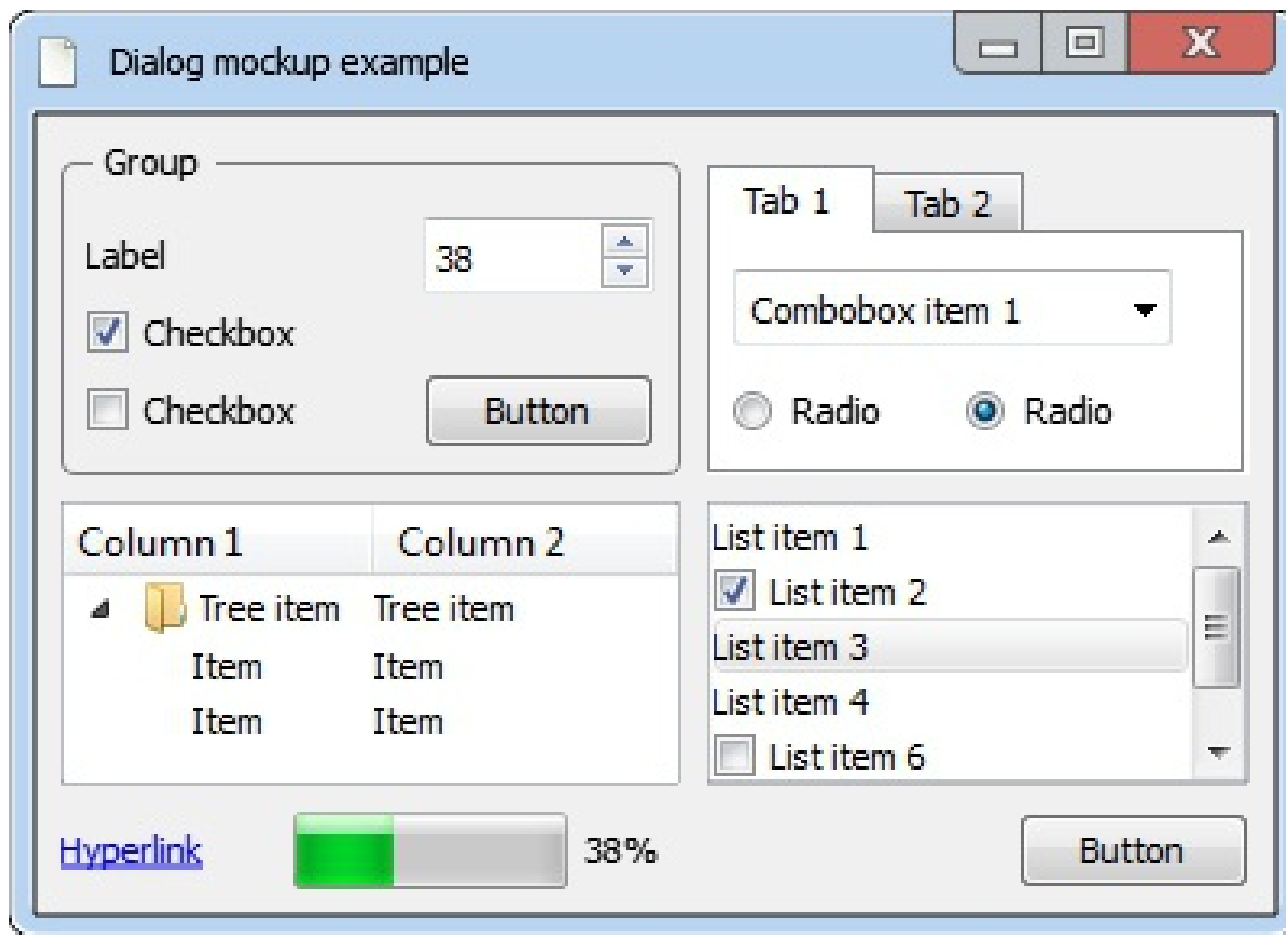 Dialog mockup example
Group
Label
38
Checkbox
Checkbox
Button
Tab 1
Tab 2
Combobox item 1
Radio
Radio
Column 1
Column 2
Tree item
Tree item
Item
Item
Item
Item
List item 1
List item 2
List item 3
List item 4
List item 6
Hyperlink
38%
Button